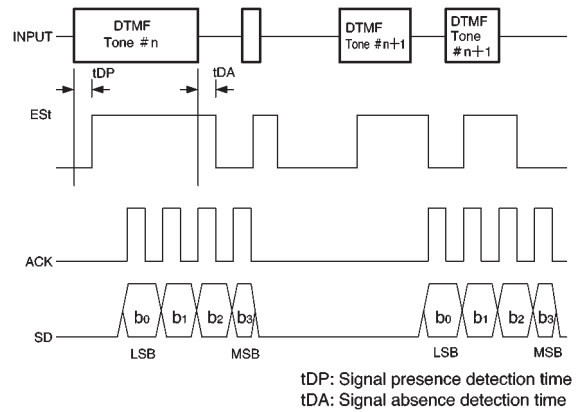 INPUT
DTMF
Tone #n
DTMF
Tone #n+1
DTMF
Tone
#n+1
tDP
tDA
ESt
ACK
SD
b0
b1
b2
b3
b0
b1
b2
b3
LSB
MSB
LSB
MSB
tDP: Signal presence detection time
tDA: Signal absence detection time